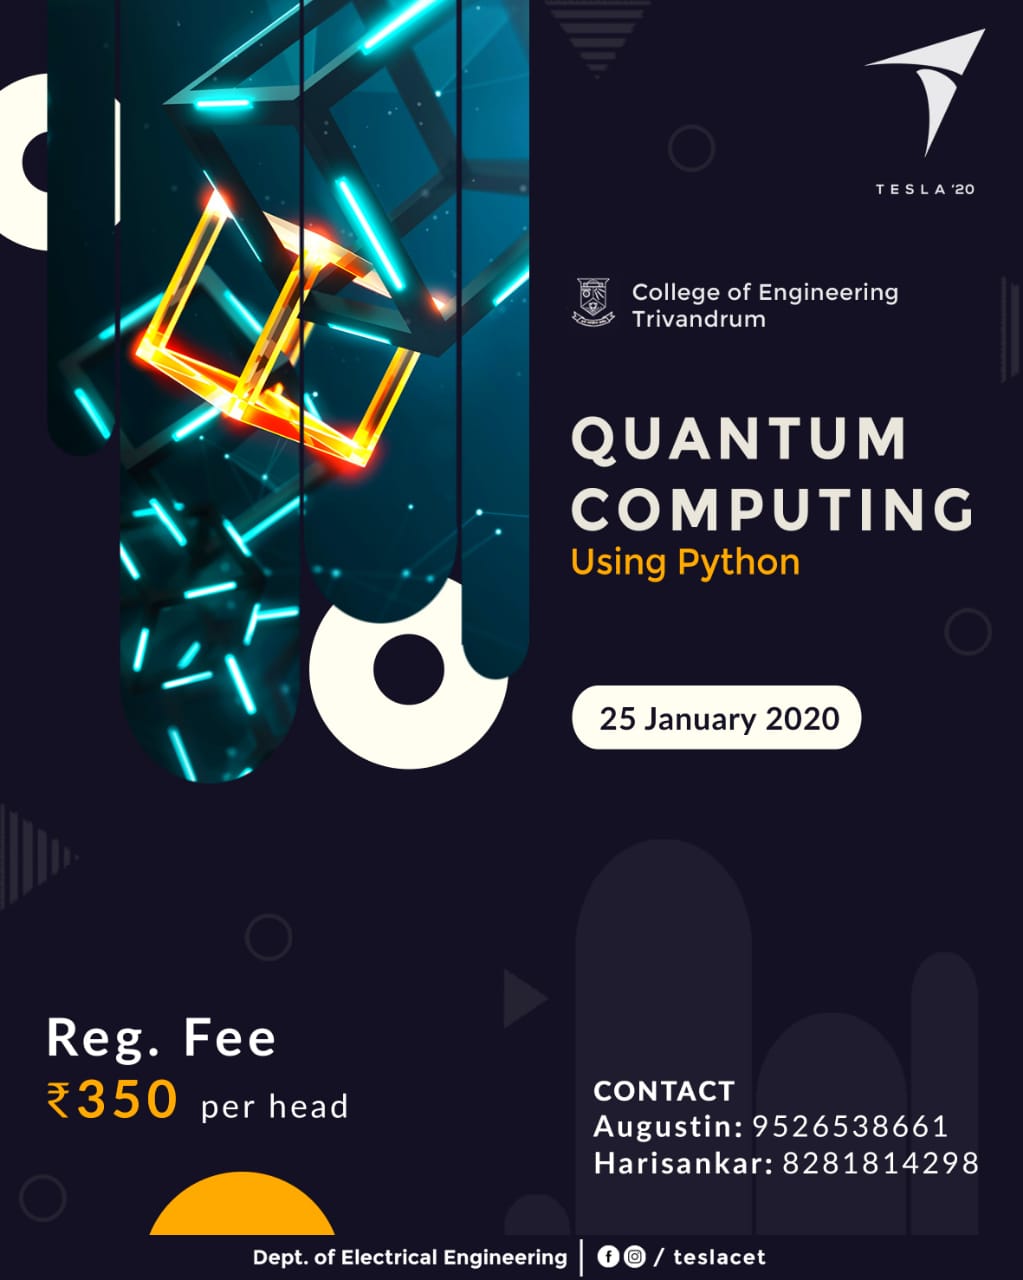 TESLA'20
College of Engineering
Trivandrum
QUANTUM
COMPUTING
Using Python
25 January 2020
Reg. Fee
₹350 per head
CONTACT
Augustin: 9526538661
Harisankar: 8281814298
Dept. of Electrical Engineering | / teslacet